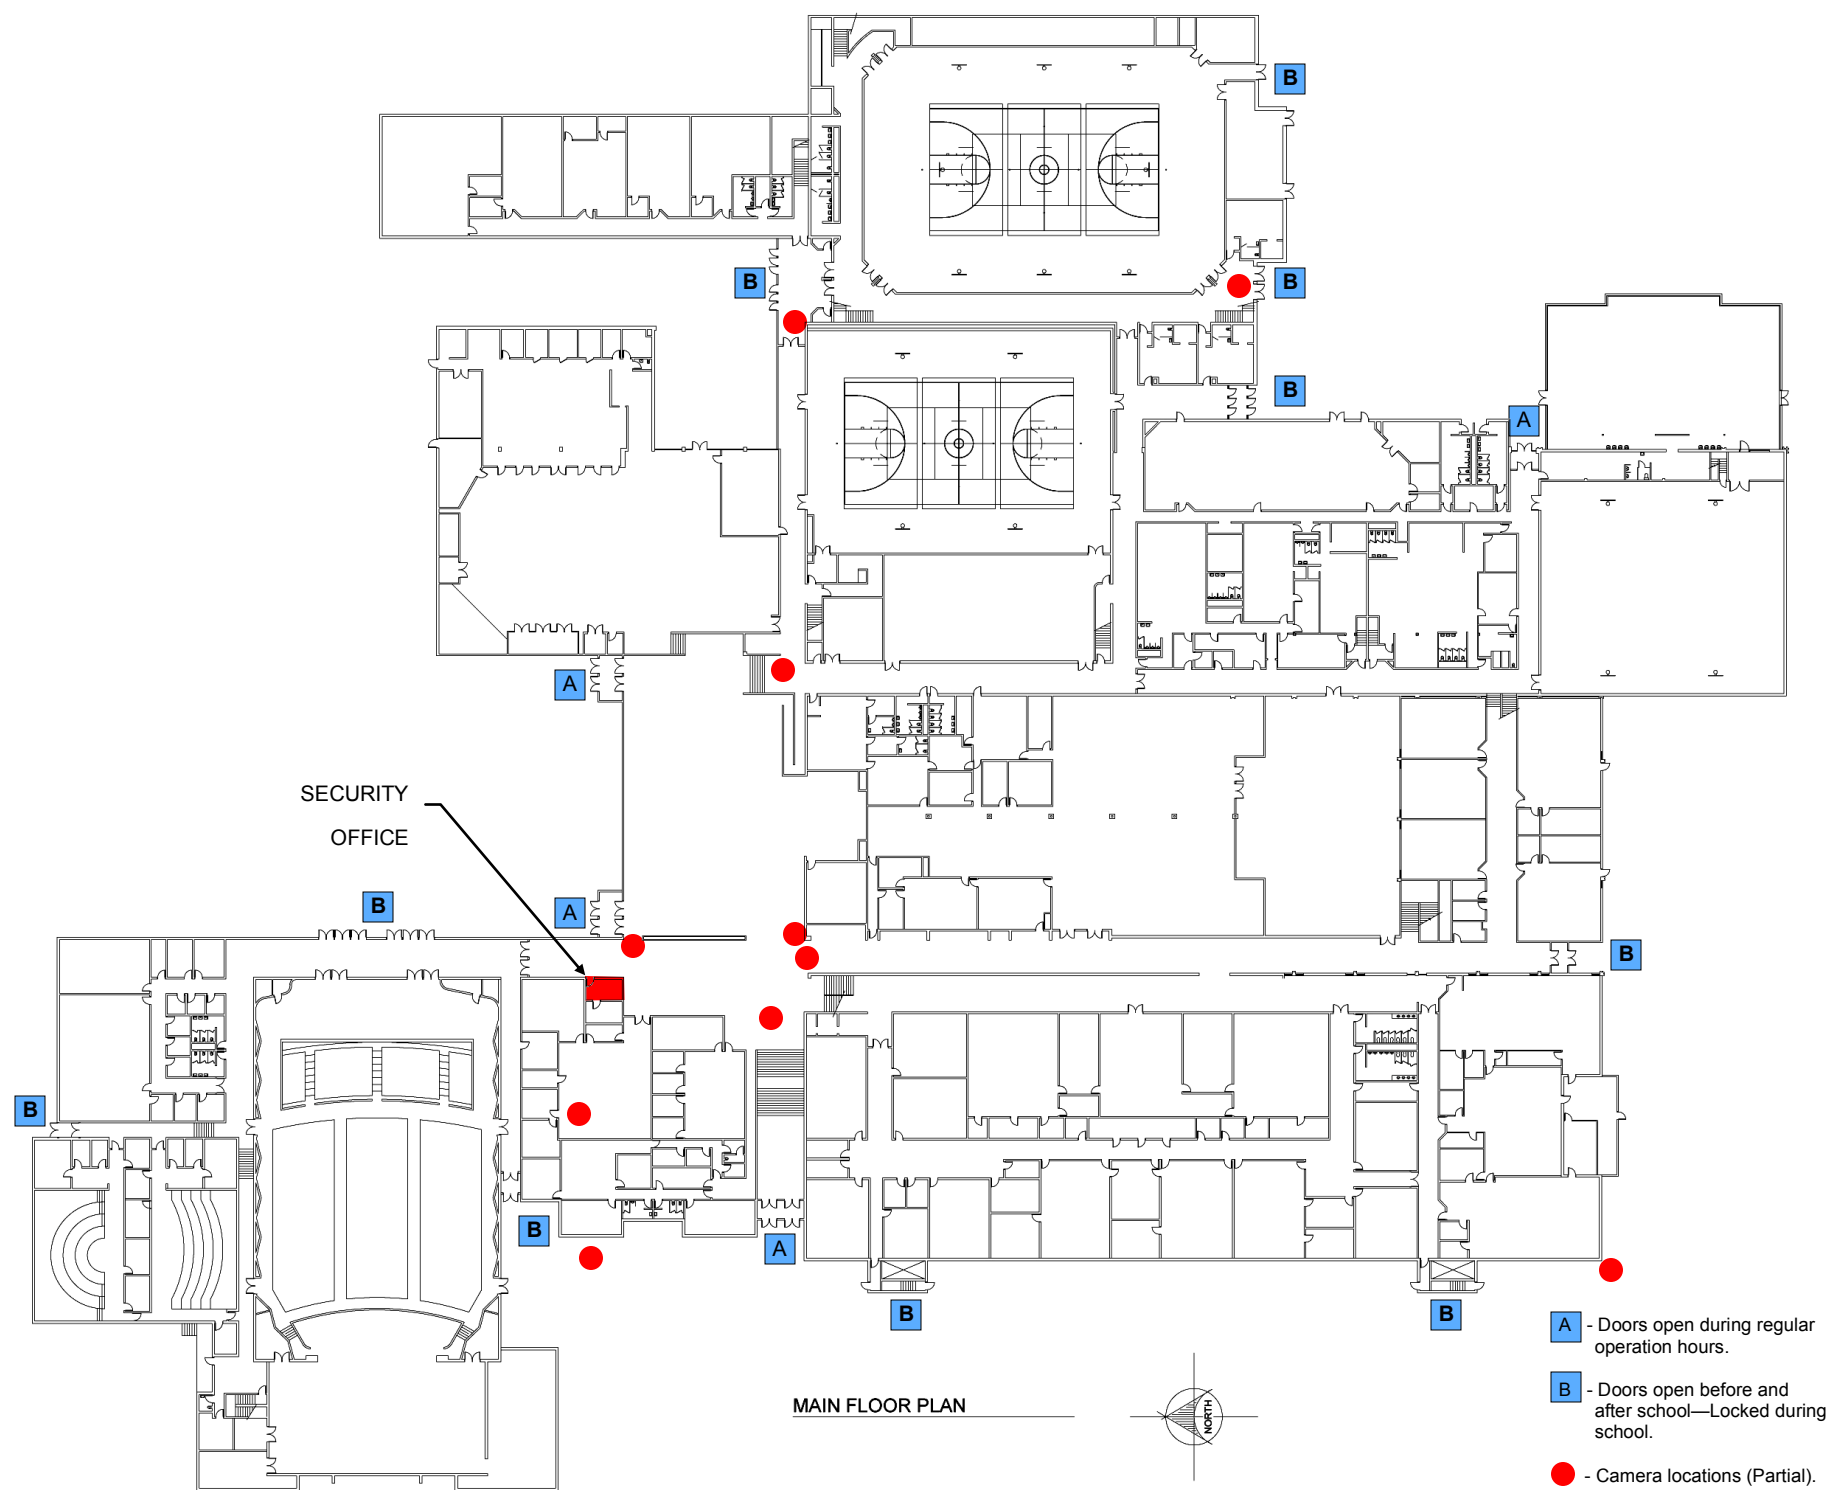 B
B
B
B
A
A
SECURITY
OFFICE
B
A
B
B
B
A
B
B
A - Doors open during regular
operation hours.
B - Doors open before and
after school—Locked during
school.
MAIN FLOOR PLAN
NORTH
- Camera locations (Partial).